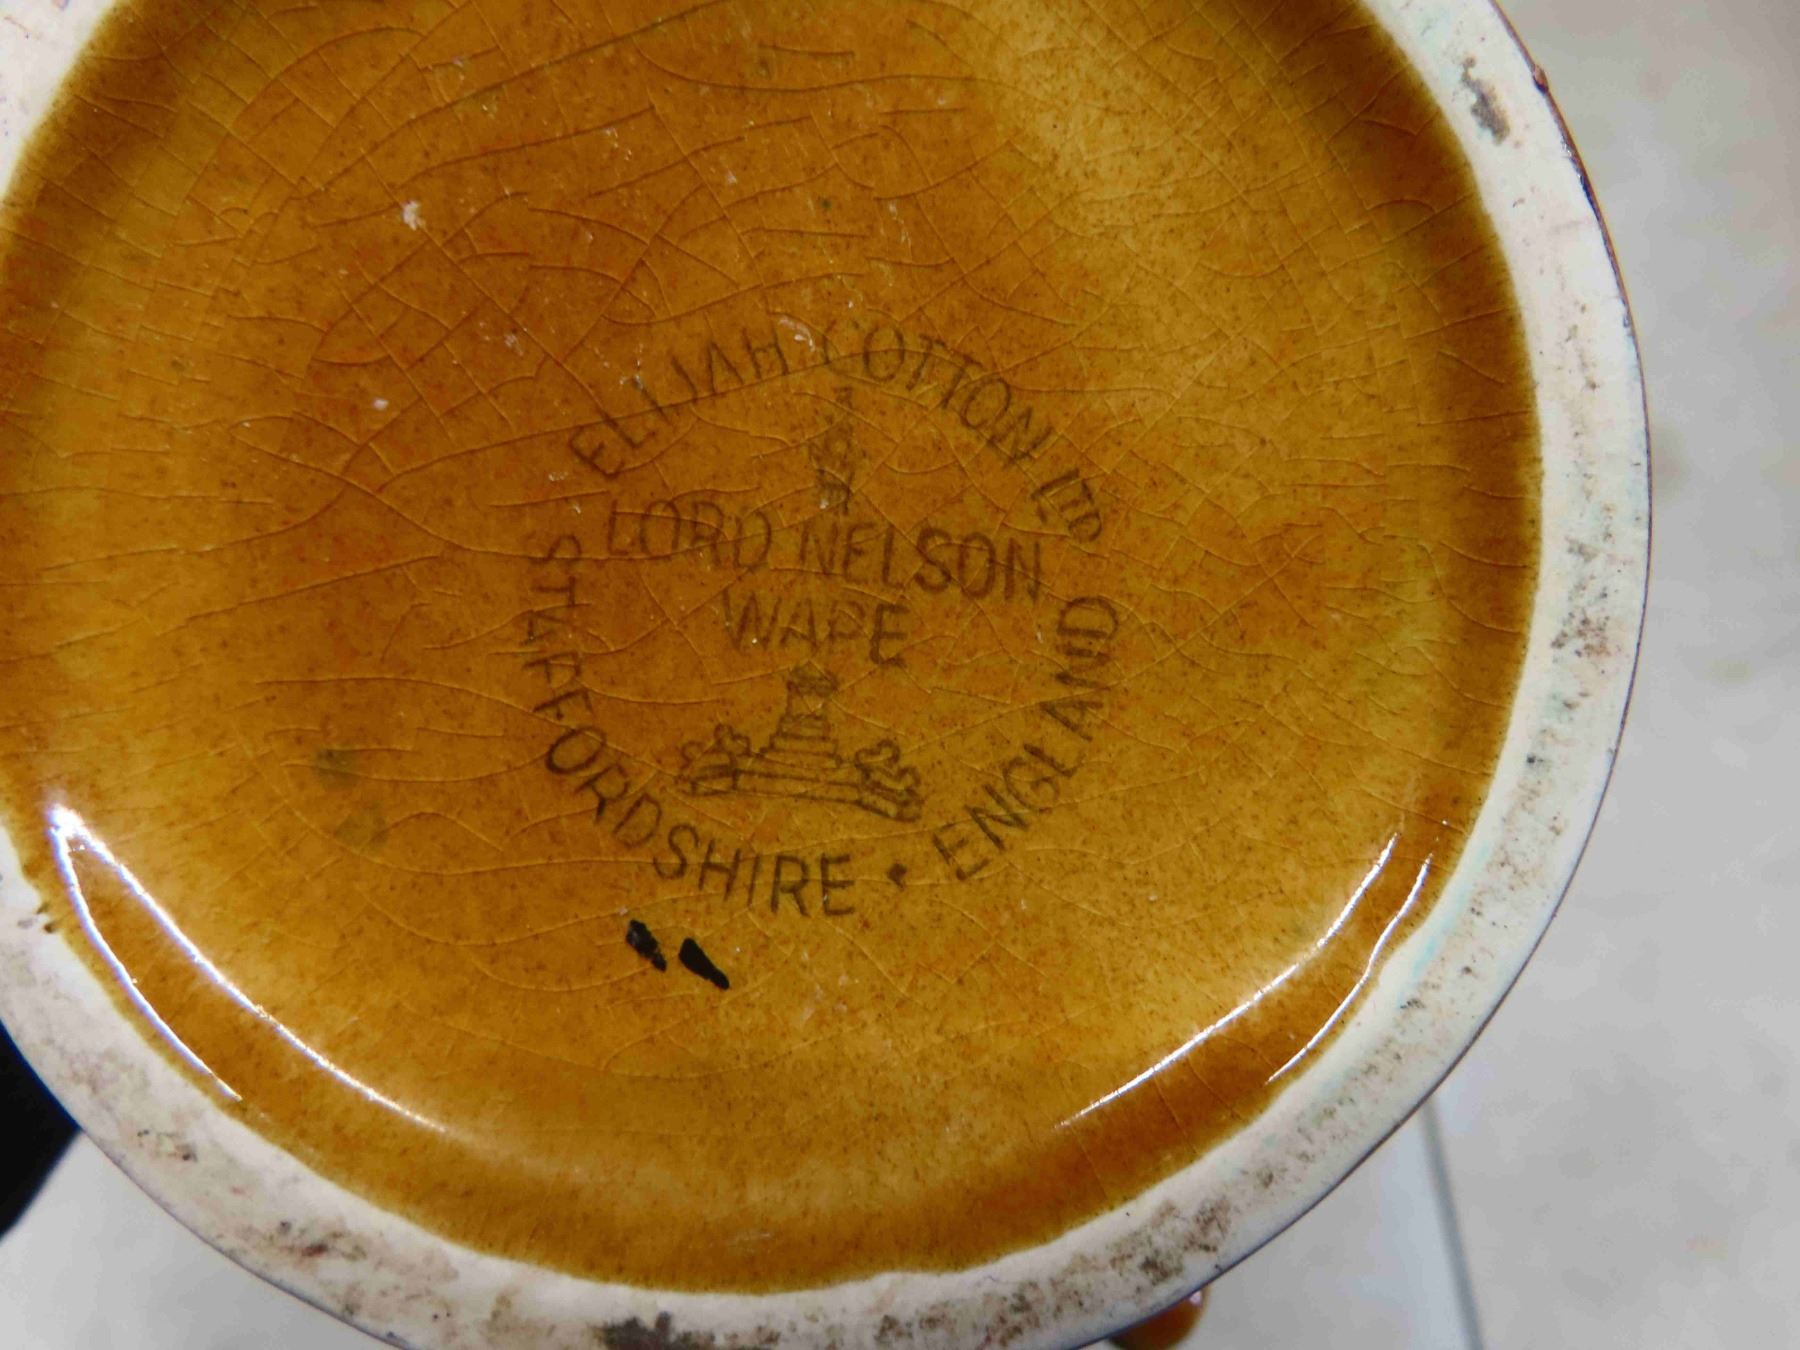 ELIJAH COTTON LTD
LORD NELSON
WARE
STAFFORDSHIRE • ENGLAND